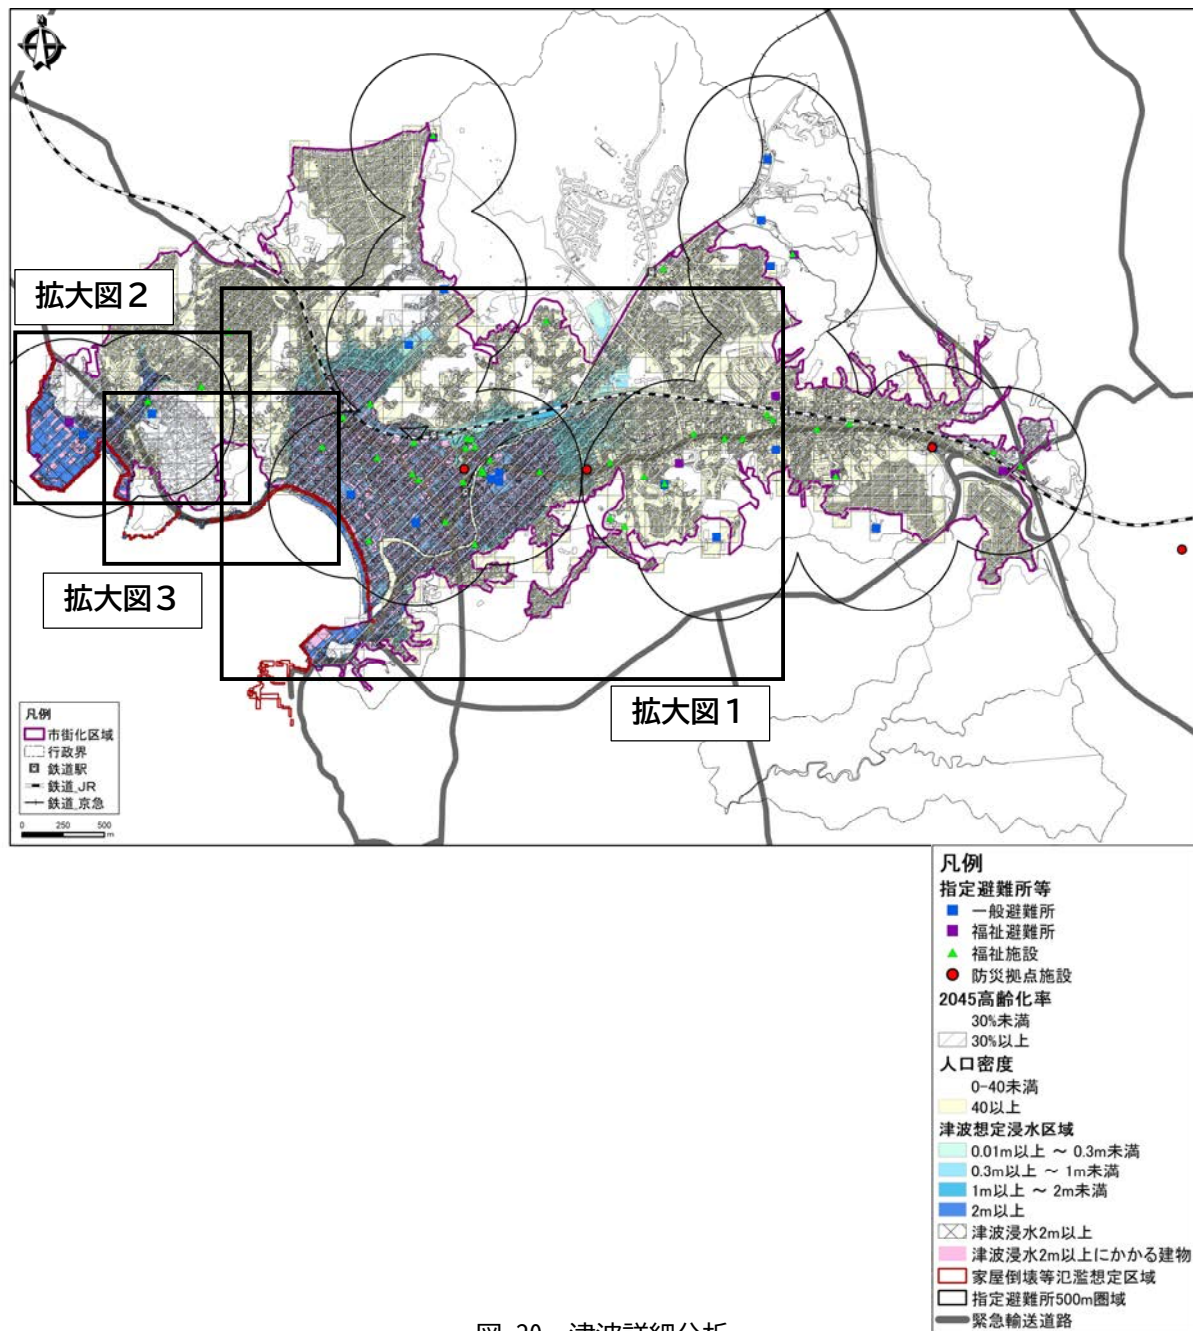 拡大図２
拡大図３
拡大図１
凡例
市街化区域
行政界
鉄道駅
鉄道_JR
鉄道_京急
0 250 500
m
凡例
指定避難所等
一般避難所
福祉避難所
福祉施設
防災拠点施設
2045高齢化率
30%未満
30%以上
人口密度
0-40未満
40以上
津波想定浸水区域
0.01m以上 ～ 0.3m未満
0.3m以上 ～ 1m未満
1m以上 ～ 2m未満
2m以上
津波浸水2m以上
津波浸水2m以上にかかる建物
家屋倒壊等氾濫想定区域
指定避難所500m圏域
緊急輸送道路
図 20 津波詳細分析